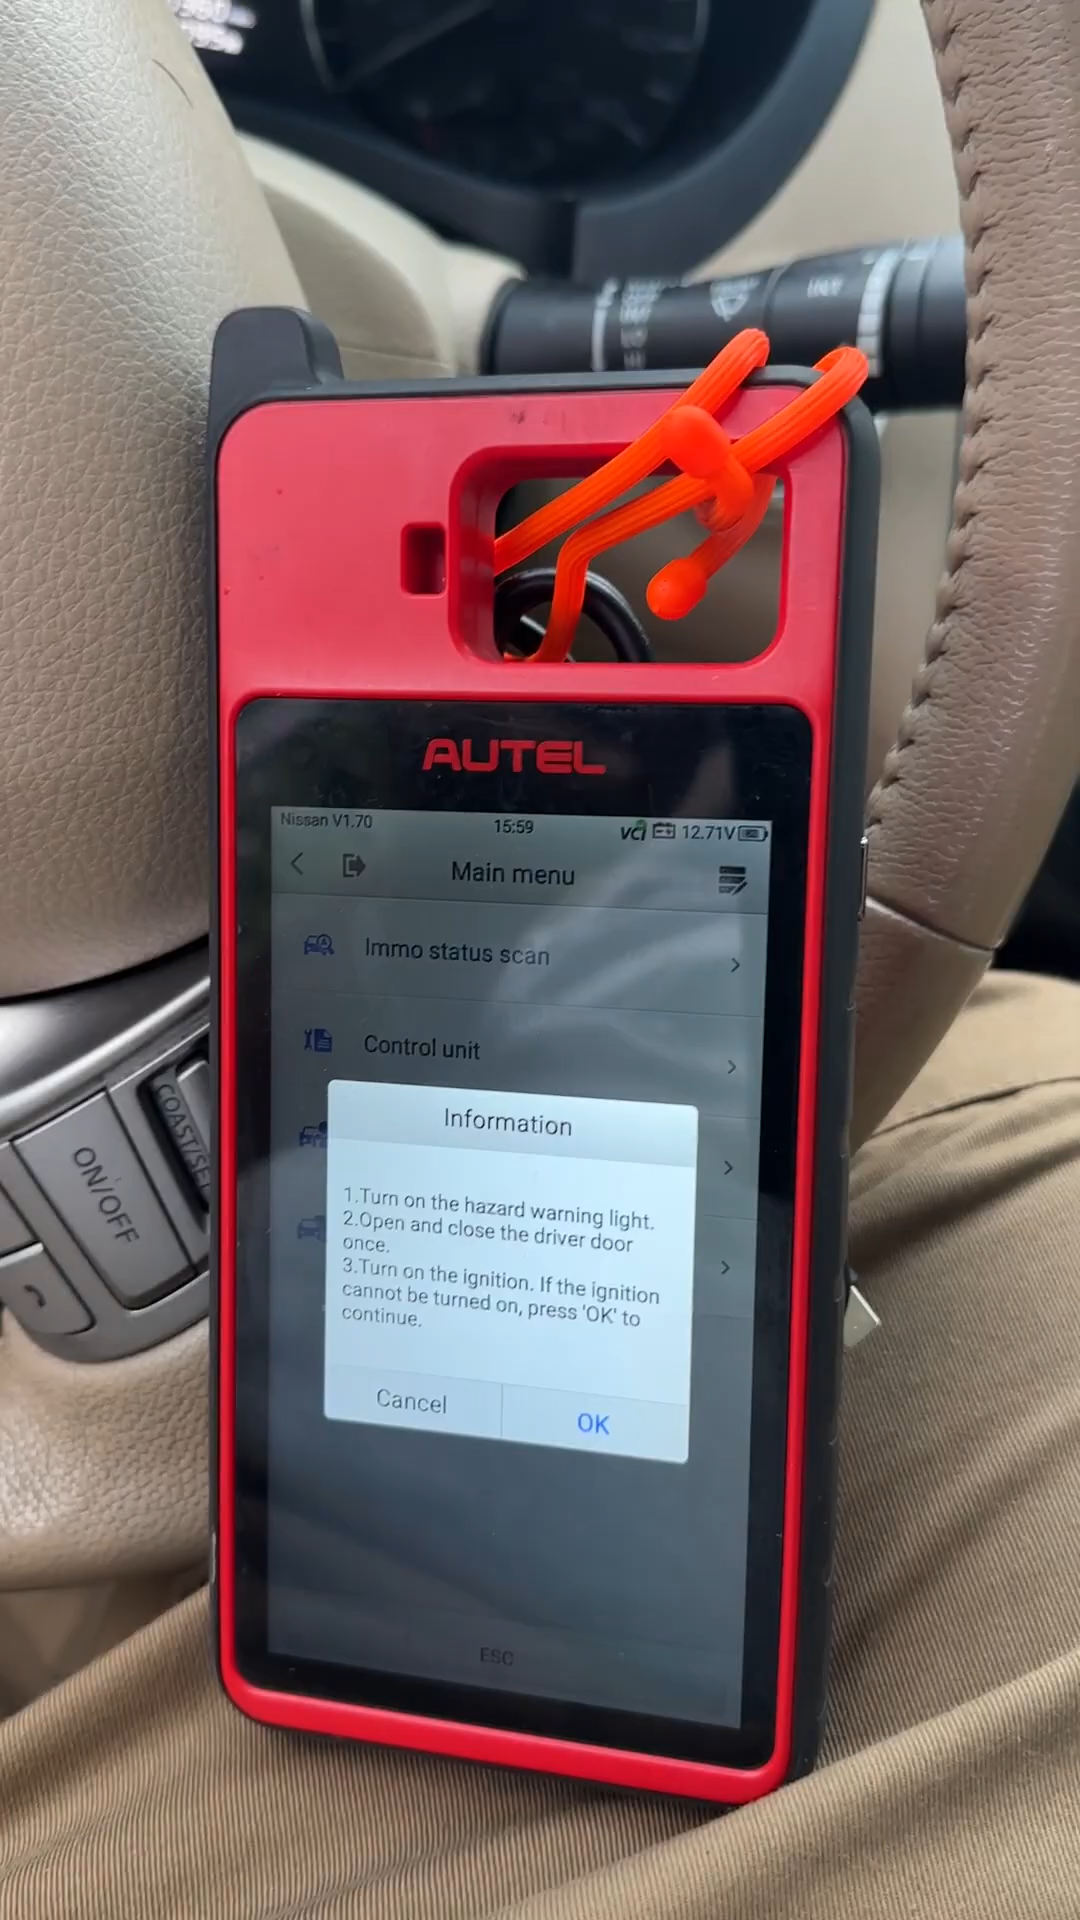 AUTEL
Nissan V1.70
15:59
VCI
12.71V
Main menu
Immo status scan
Control unit
Information
1.Turn on the hazard warning light.
2.Open and close the driver door
once.
3.Turn on the ignition. If the ignition
cannot be turned on, press 'OK' to
continue.
Cancel
OK
ESC
COAST/SET
ON/OFF
INT